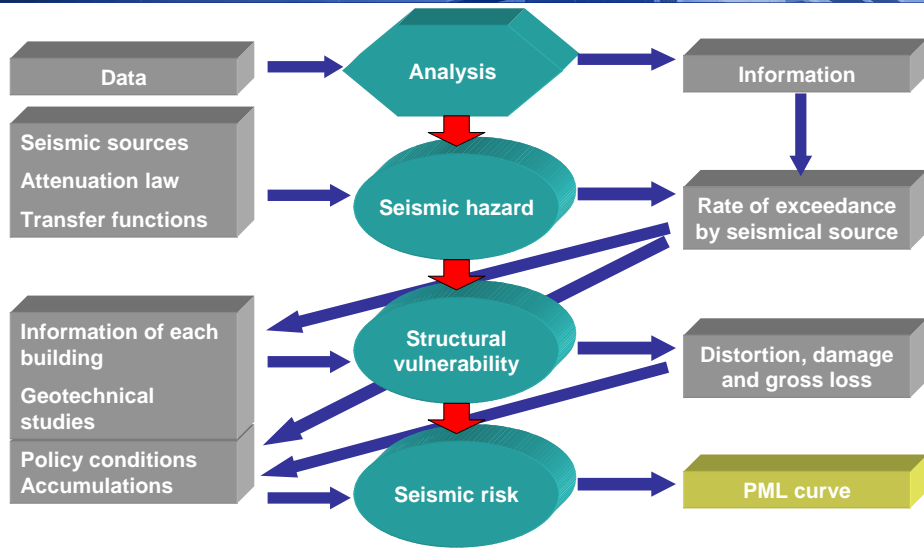 Data
Analysis
Information
Seismic sources
Attenuation law
Transfer functions
Seismic hazard
Rate of exceedance
by seismical source
Information of each
building
Geotechnical
studies
Structural
vulnerability
Distortion, damage
and gross loss
Policy conditions
Accumulations
Seismic risk
PML curve